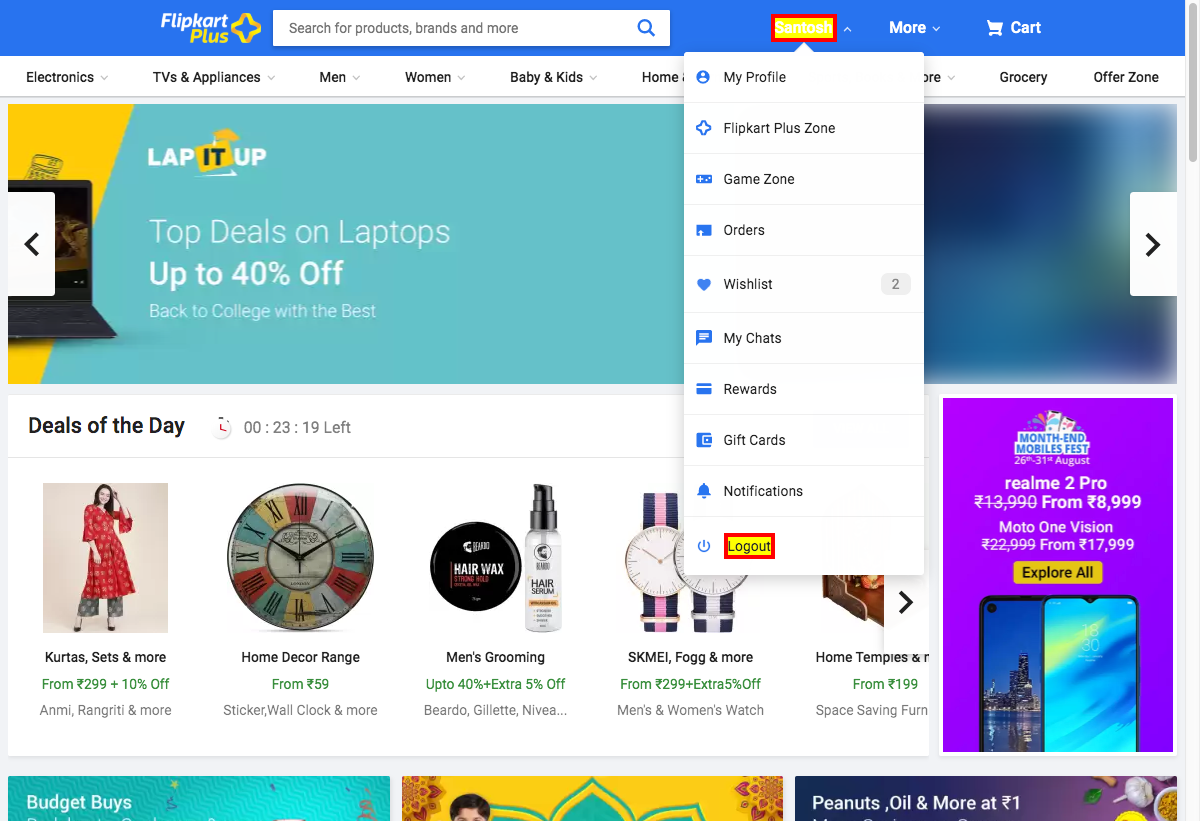 Flipkart
Plus
Search for products, brands and more
Santosh
More
Cart
Electronics
TVs & Appliances
Men
Women
Baby & Kids
Home &
ore
Grocery
Offer Zone
LAP IT UP
Top Deals on Laptops
Up to 40% Off
Back to College with the Best
My Profile
Flipkart Plus Zone
Game Zone
Orders
Wishlist 2
My Chats
Rewards
Gift Cards
Notifications
Logout
Deals of the Day
00 : 23 : 19 Left
BEARDO
HAIR WAX
STRONG HOLD
BEARDO
HAIR
SERUM
Kurtas, Sets & more
From ₹299 + 10% Off
Anmi, Rangriti & more
Home Decor Range
From ₹59
Sticker,Wall Clock & more
Men's Grooming
Upto 40%+Extra 5% Off
Beardo, Gillette, Nivea...
SKMEI, Fogg & more
From ₹299+Extra5%Off
Men's & Women's Watch
Home Temples & m
From ₹199
Space Saving Furn
MONTH-END
MOBILES FEST
26th-31st August
realme 2 Pro
₹13,990 From ₹8,999
Moto One Vision
₹22,999 From ₹17,999
Explore All
18
30
Budget Buys
Peanuts ,Oil & More at ₹1